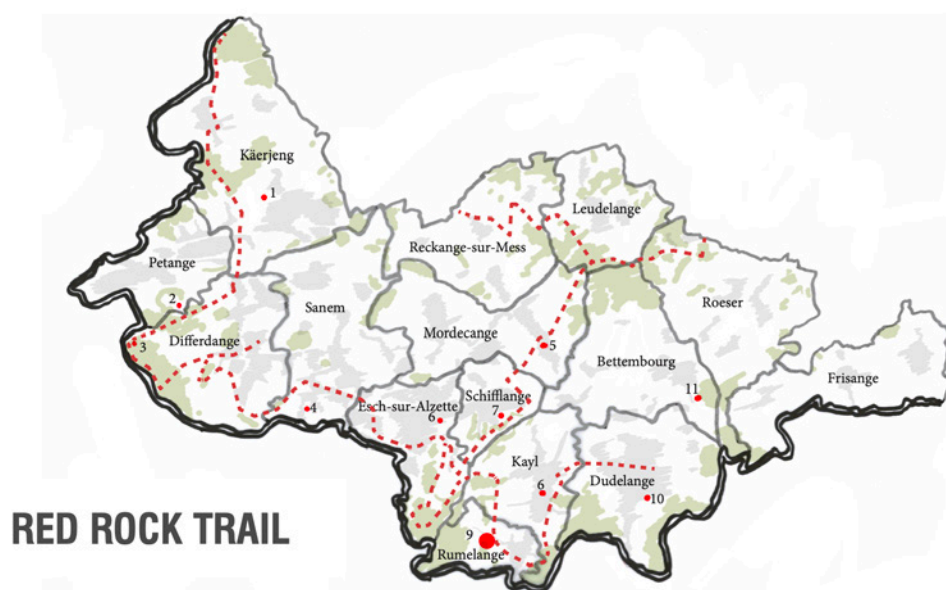 Käerjeng
1
Leudelange
Reckange-sur-Mess
Petange
2
Sanem
Roeser
3
Differdange
Mordecange
5
Bettembourg
Frisange
4
Esch-sur-Alzette
6
Schifflange
7
11
Kayl
6
Dudelange
10
RED ROCK TRAIL
9
Rumelange